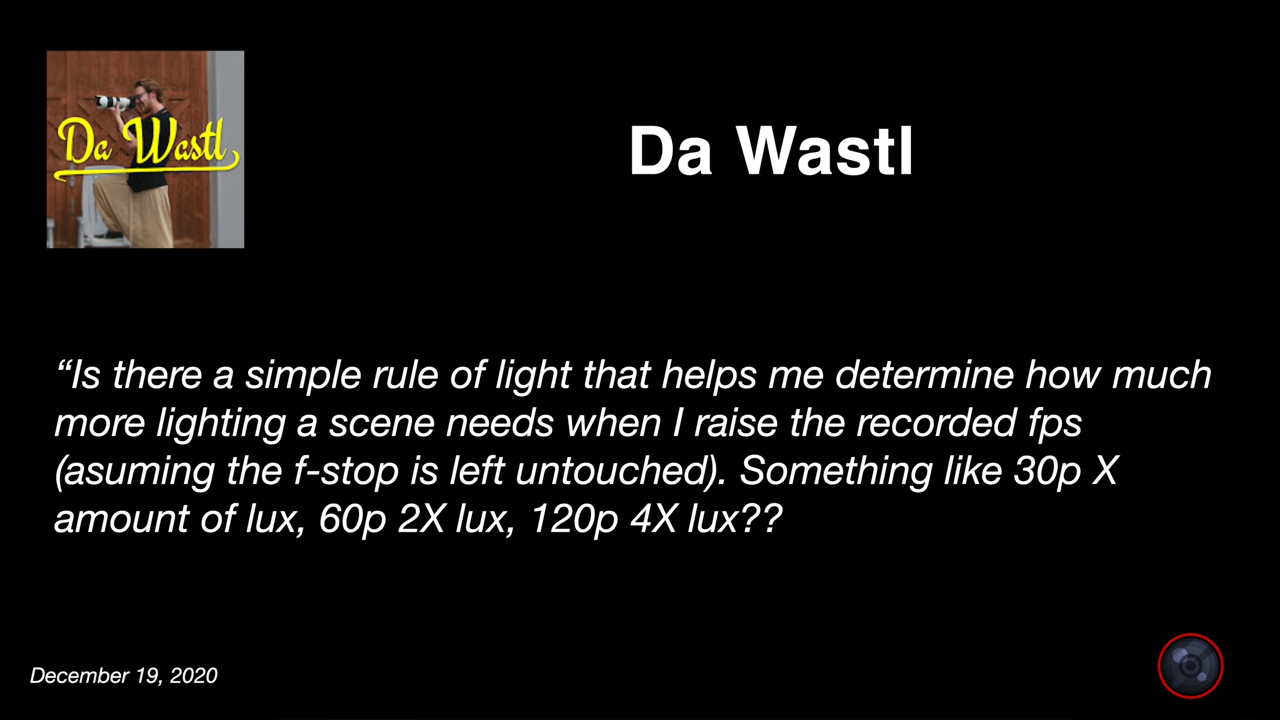 Da Wastl
Da Wastl
“Is there a simple rule of light that helps me determine how much
more lighting a scene needs when I raise the recorded fps
(asuming the f-stop is left untouched). Something like 30p X
amount of lux, 60p 2X lux, 120p 4X lux??
December 19, 2020